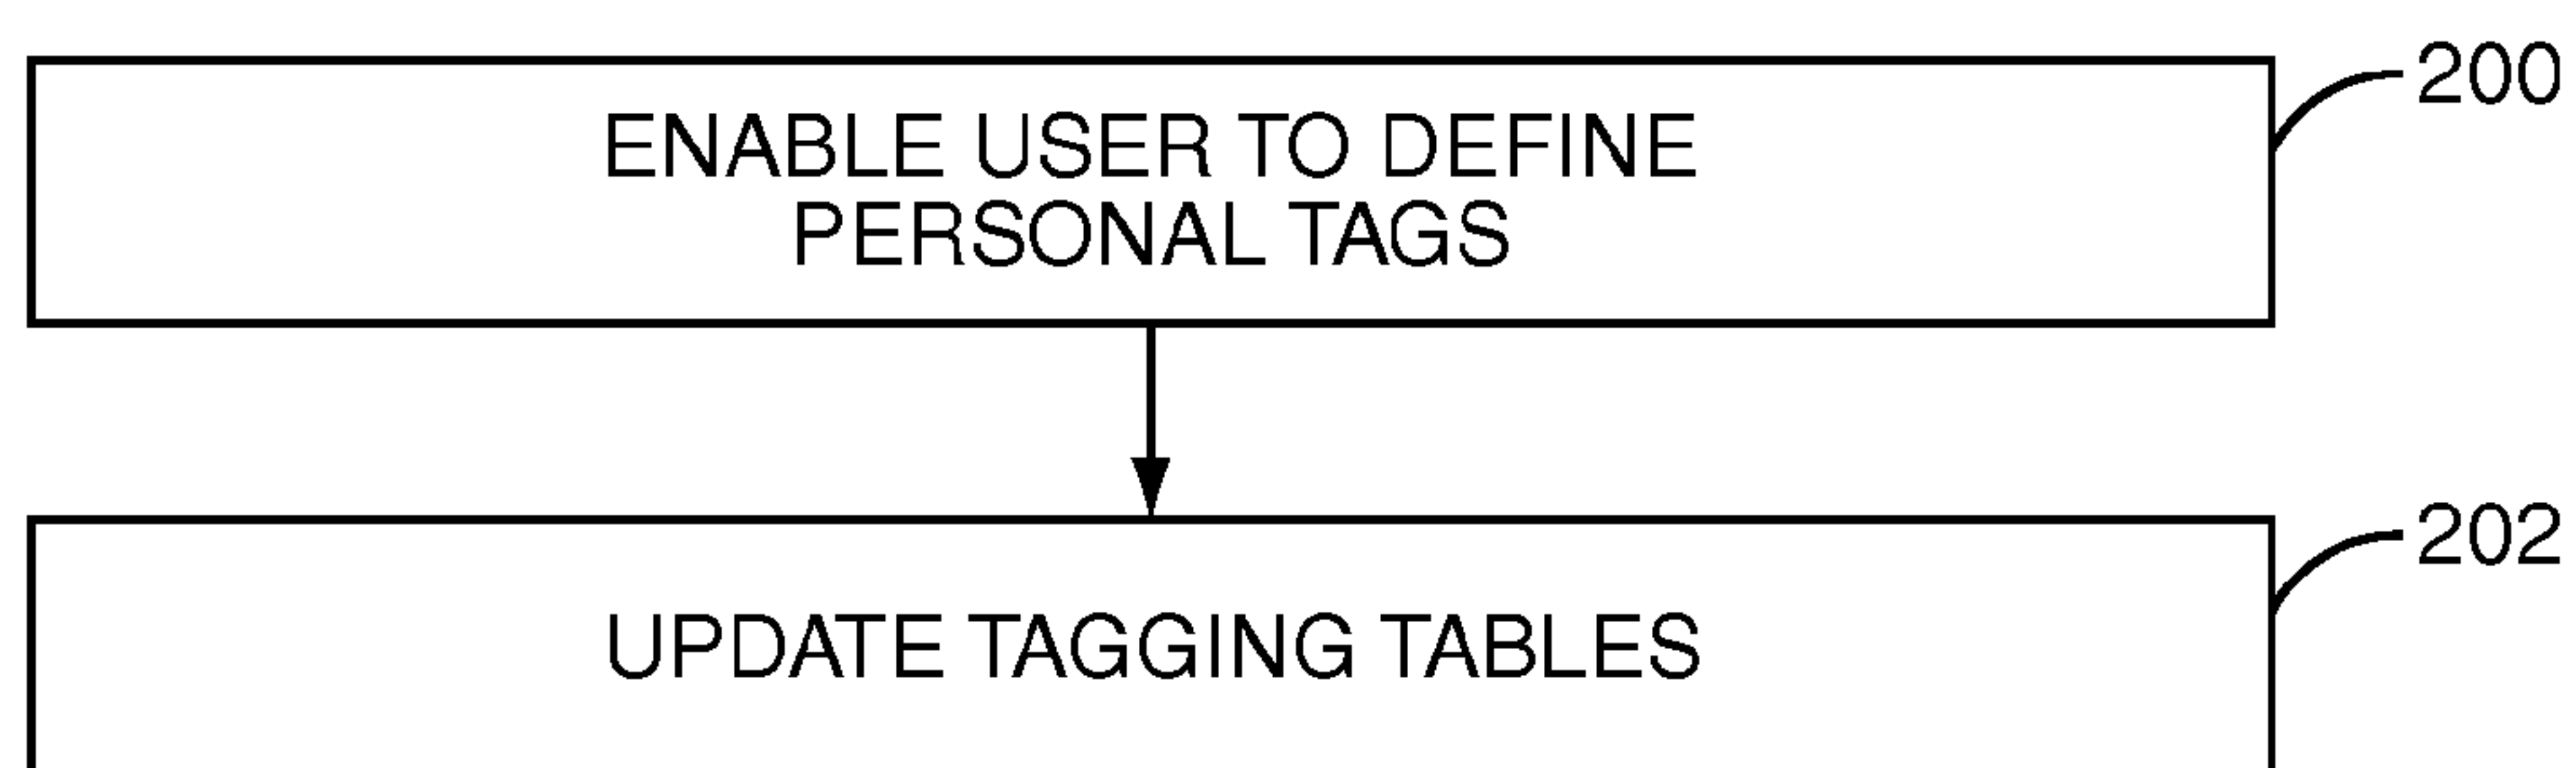 200
ENABLE USER TO DEFINE
PERSONAL TAGS
202
UPDATE TAGGING TABLES